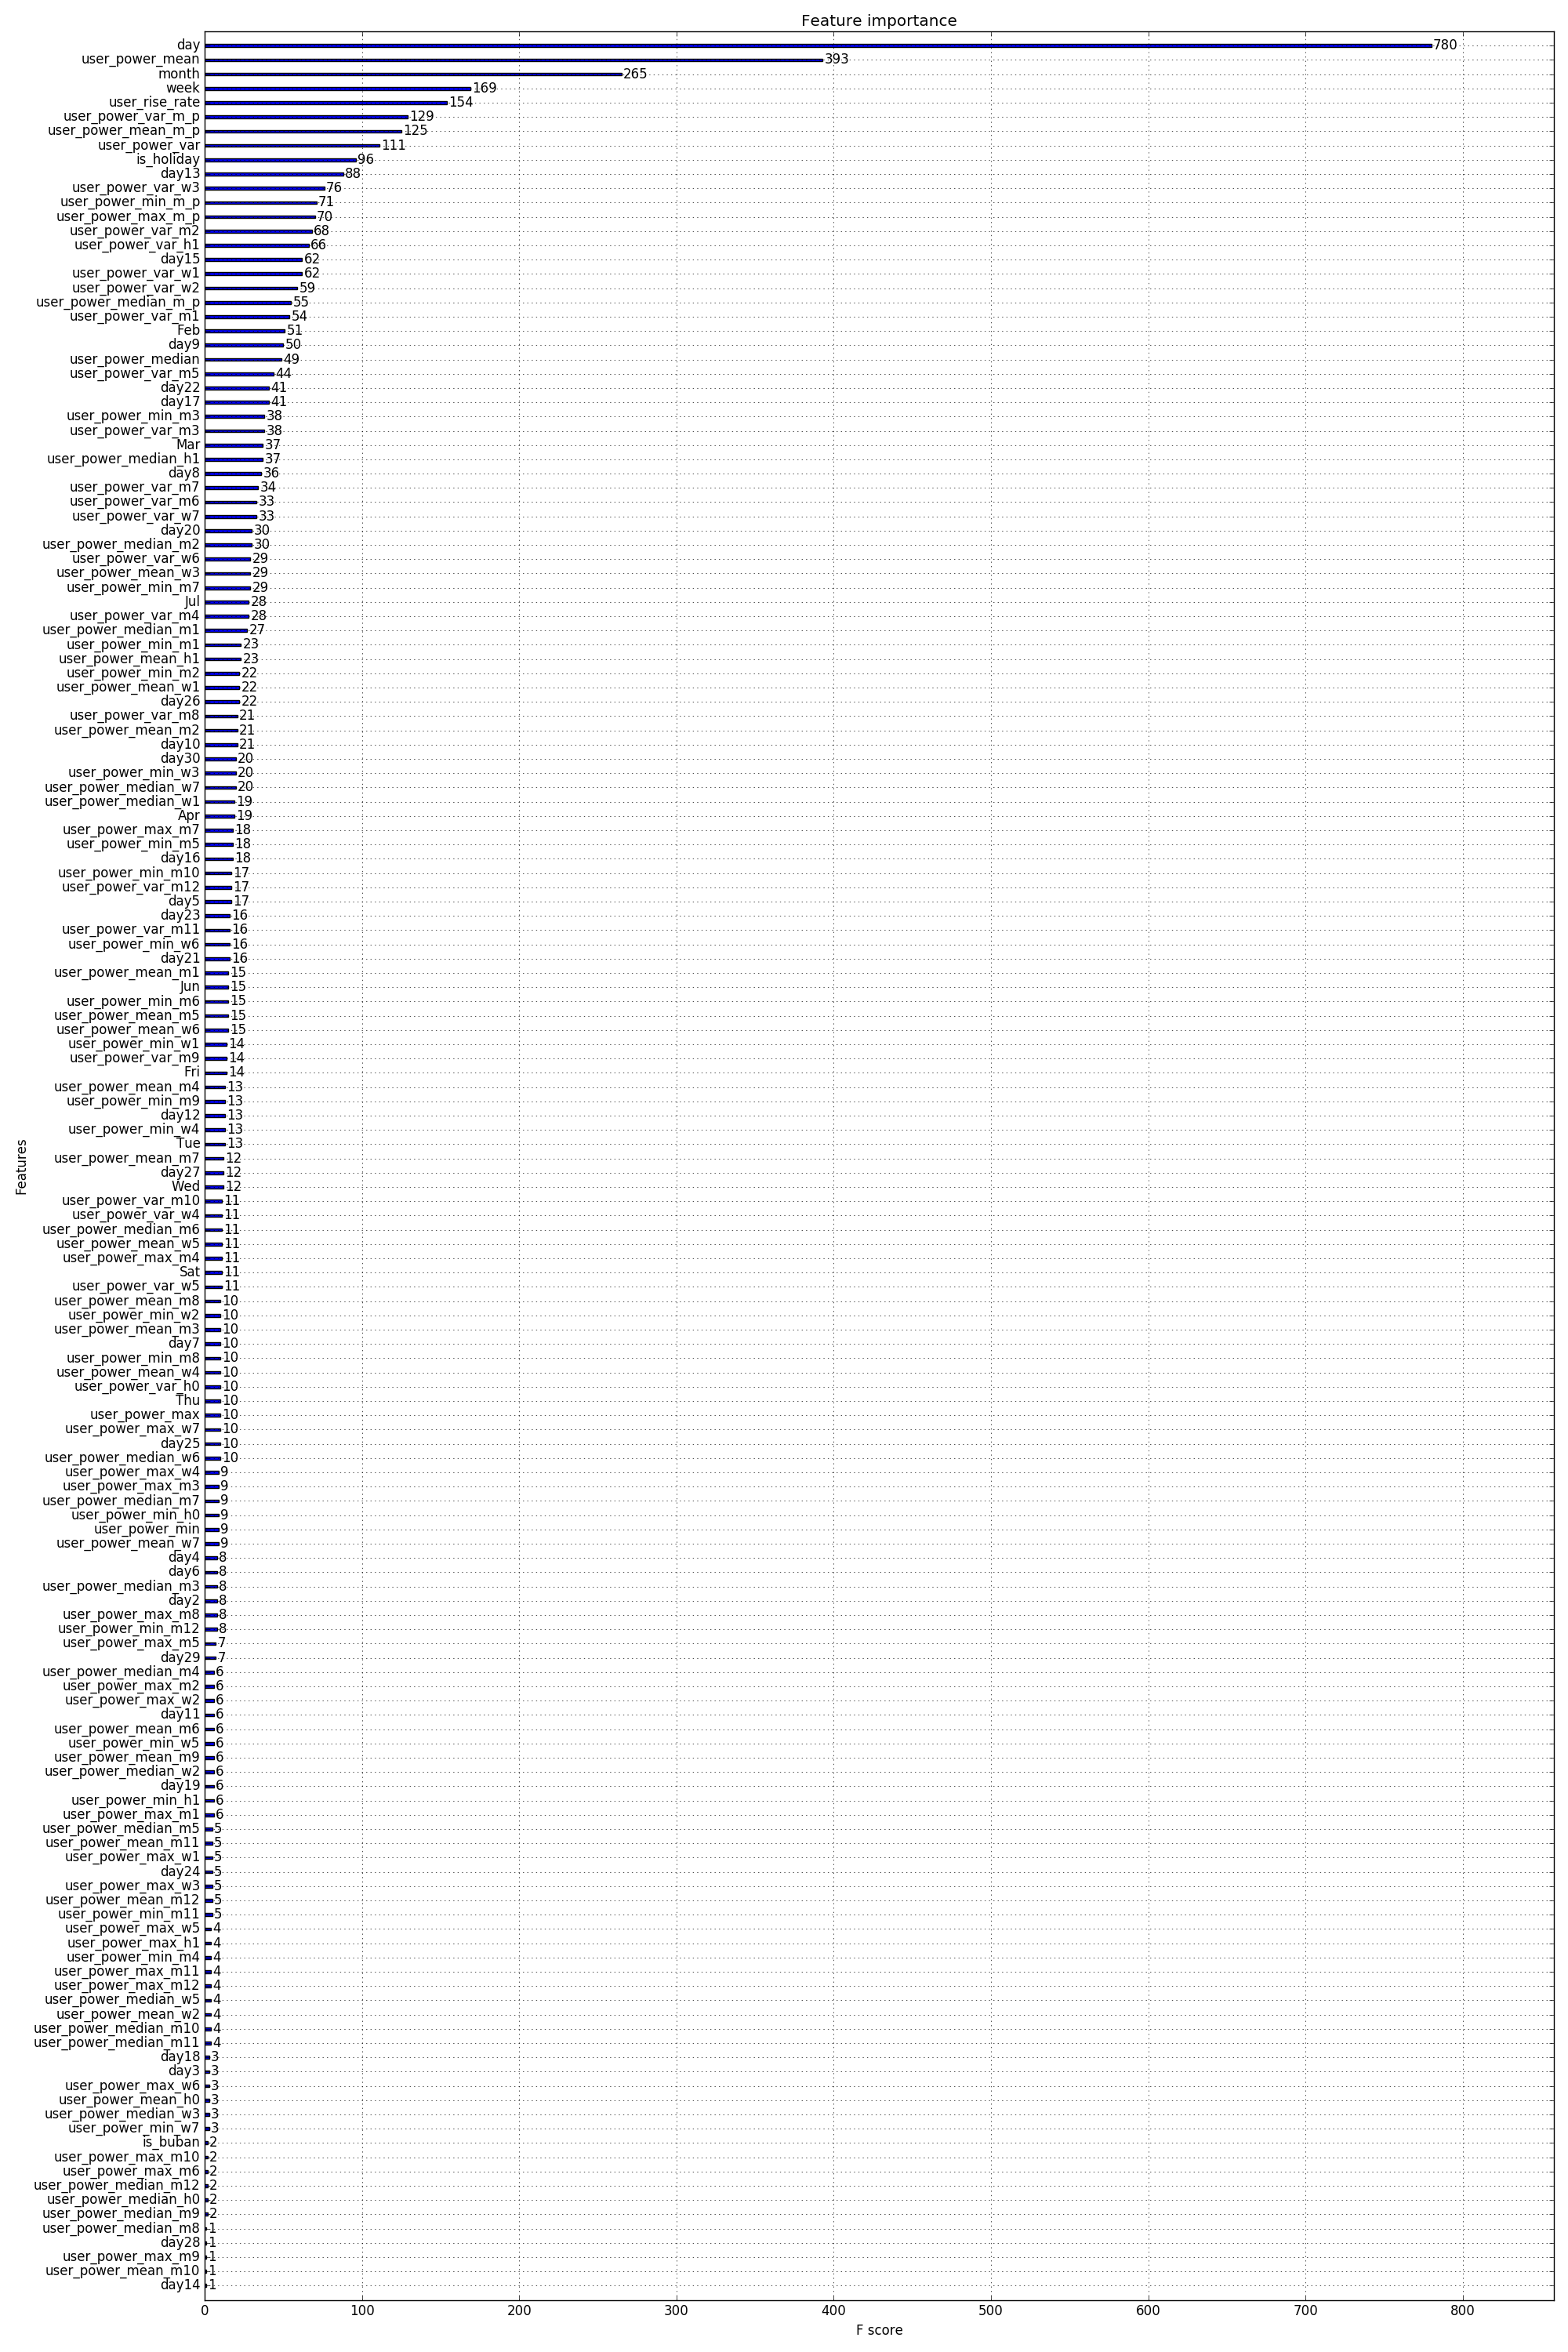 Feature importance
day 780
user_power_mean 393
month 265
week 169
user_rise_rate 154
user_power_var_m_p 129
user_power_mean_m_p 125
user_power_var 111
is_holiday 96
day13 88
user_power_var_w3 76
user_power_min_m_p 71
user_power_max_m_p 70
user_power_var_m2 68
user_power_var_h1 66
day15 62
user_power_var_w1 62
user_power_var_w2 59
user_power_median_m_p 55
user_power_var_m1 54
Feb 51
day9 50
user_power_median 49
user_power_var_m5 44
day22 41
day17 41
user_power_min_m3 38
user_power_var_m3 38
Mar 37
user_power_median_h1 37
day8 36
user_power_var_m7 34
user_power_var_m6 33
user_power_var_w7 33
day20 30
user_power_median_m2 30
user_power_var_w6 29
user_power_mean_w3 29
user_power_min_m7 29
Jul 28
user_power_var_m4 28
user_power_median_m1 27
user_power_min_m1 23
user_power_mean_h1 23
user_power_min_m2 22
user_power_mean_w1 22
day26 22
user_power_var_m8 21
user_power_mean_m2 21
day10 21
day30 20
user_power_min_w3 20
user_power_median_w7 20
user_power_median_w1 19
Apr 19
user_power_max_m7 18
user_power_min_m5 18
day16 18
user_power_min_m10 17
user_power_var_m12 17
day5 17
day23 16
user_power_var_m11 16
user_power_min_w6 16
day21 16
user_power_mean_m1 15
Jun 15
user_power_min_m6 15
user_power_mean_m5 15
user_power_mean_w6 15
user_power_min_w1 14
user_power_var_m9 14
Fri 14
user_power_mean_m4 13
user_power_min_m9 13
day12 13
user_power_min_w4 13
Tue 13
user_power_mean_m7 12
day27 12
Wed 12
user_power_var_m10 11
user_power_var_w4 11
user_power_median_m6 11
user_power_mean_w5 11
user_power_max_m4 11
Sat 11
user_power_var_w5 11
user_power_mean_m8 10
user_power_min_w2 10
user_power_mean_m3 10
day7 10
user_power_min_m8 10
user_power_mean_w4 10
user_power_var_h0 10
Thu 10
user_power_max 10
user_power_max_w7 10
day25 10
user_power_median_w6 10
user_power_max_w4 9
user_power_max_m3 9
user_power_median_m7 9
user_power_min_h0 9
user_power_min 9
user_power_mean_w7 9
day4 8
day6 8
user_power_median_m3 8
day2 8
user_power_max_m8 8
user_power_min_m12 8
user_power_max_m5 7
day29 7
user_power_median_m4 6
user_power_max_m2 6
user_power_max_w2 6
day11 6
user_power_mean_m6 6
user_power_min_w5 6
user_power_mean_m9 6
user_power_median_w2 6
day19 6
user_power_min_h1 6
user_power_max_m1 6
user_power_median_m5 5
user_power_mean_m11 5
user_power_max_w1 5
day24 5
user_power_max_w3 5
user_power_mean_m12 5
user_power_min_m11 5
user_power_max_w5 4
user_power_max_h1 4
user_power_min_m4 4
user_power_max_m11 4
user_power_max_m12 4
user_power_median_w5 4
user_power_mean_w2 4
user_power_median_m10 4
user_power_median_m11 4
day18 3
day3 3
user_power_max_w6 3
user_power_mean_h0 3
user_power_median_w3 3
user_power_min_w7 3
is_buban 2
user_power_max_m10 2
user_power_max_m6 2
user_power_median_m12 2
user_power_median_h0 2
user_power_median_m9 2
user_power_median_m8 1
day28 1
user_power_max_m9 1
user_power_mean_m10 1
day14 1
Features
0 100 200 300 400 500 600 700 800
F score